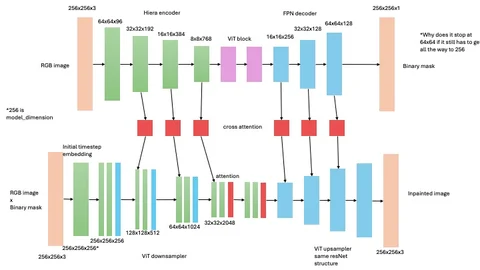 256x256x3
Hiera encoder
FPN decoder
256x256x1
64x64x96
32x32x192
16x16x384
8x8x768
ViT block
16x16x256
32x32x128
64x64x128
*Why does it stop at
64x64 if it still has to go
all the way to 256
RGB image
Binary mask
*256 is
model_dimension
cross attention
Initial timestep
embedding
attention
RGB image
x
Binary mask
Inpainted image
256x256x3
256x256x256*
256x256x256
128x128x512
64x64x1024
32x32x2048
ViT downsampler
ViT upsampler
same resNet
structure
256x256x3